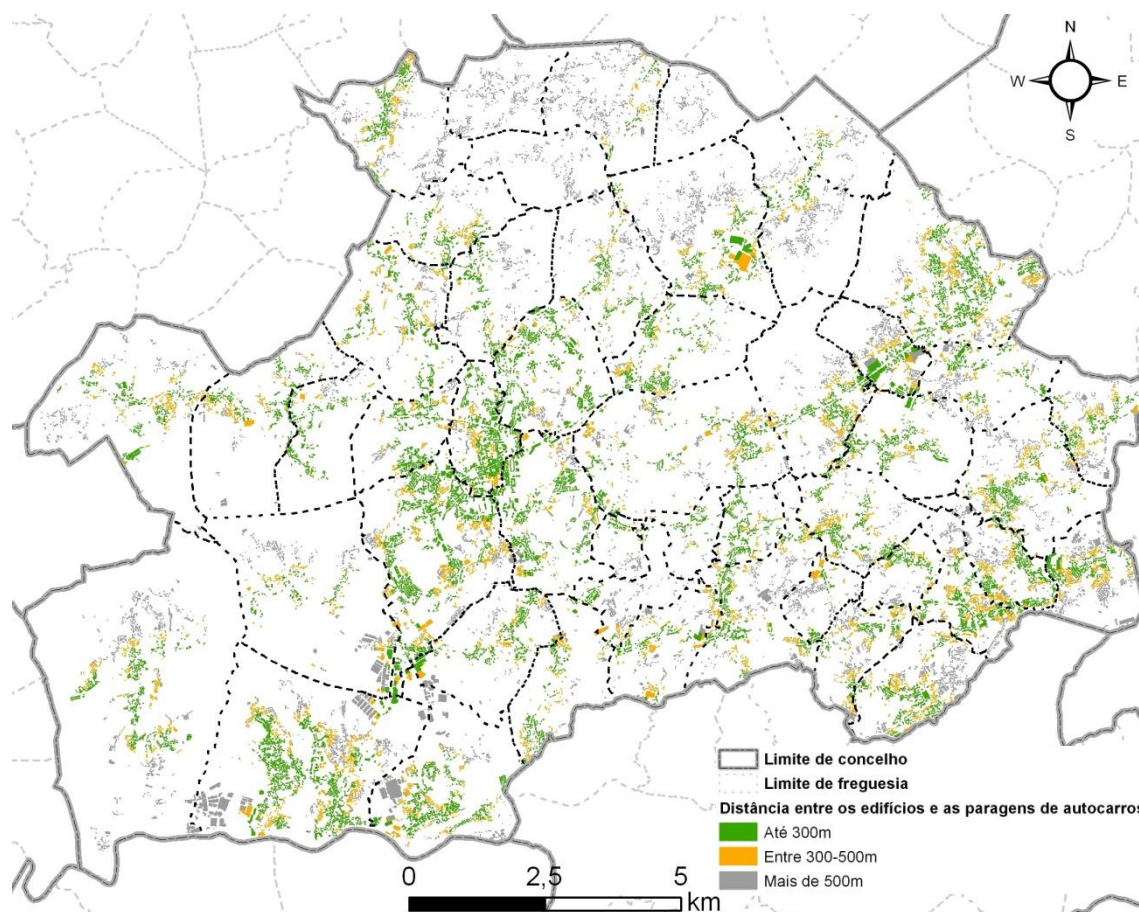 N
W
E
S
Limite de concelho
Limite de freguesia
Distância entre os edifícios e as paragens de autocarros
Até 300m
Entre 300-500m
Mais de 500m
0
2,5
5
km